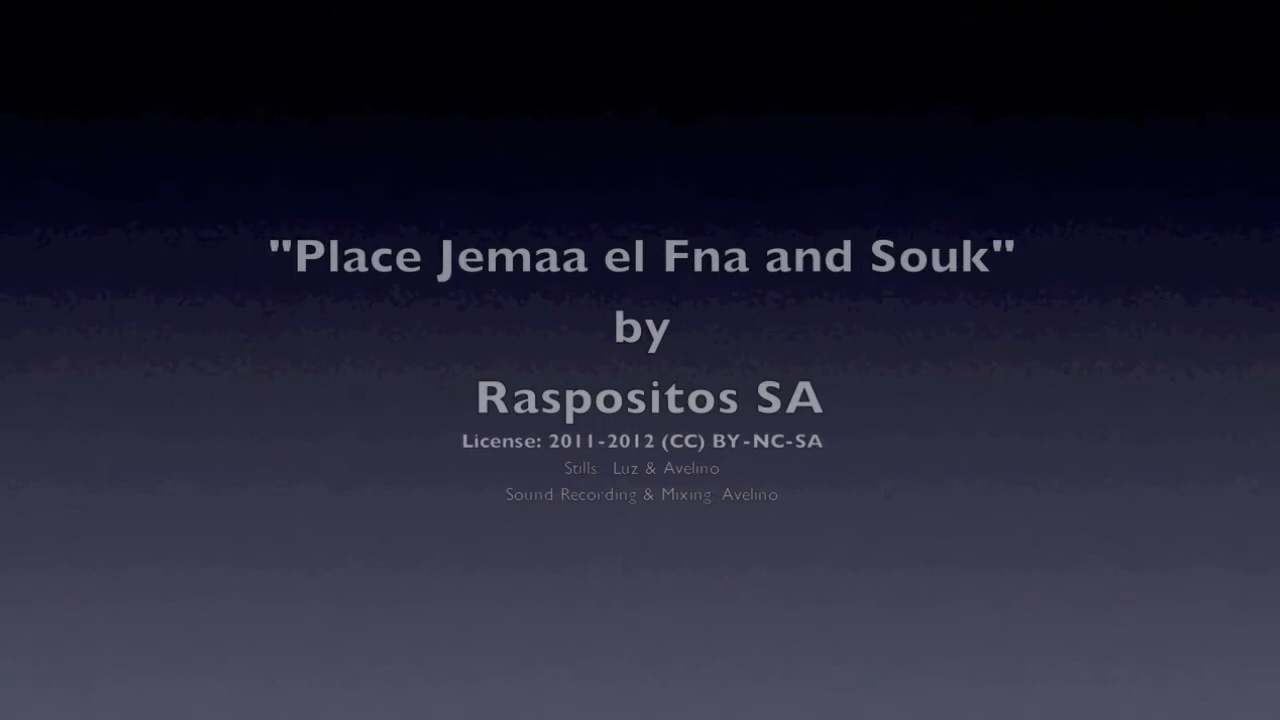 "Place Jemaa el Fna and Souk"
by
Raspositos SA
License: 2011-2012 (CC) BY-NC-SA
Stills: Luz & Avelino
Sound Recording & Mixing: Avelino